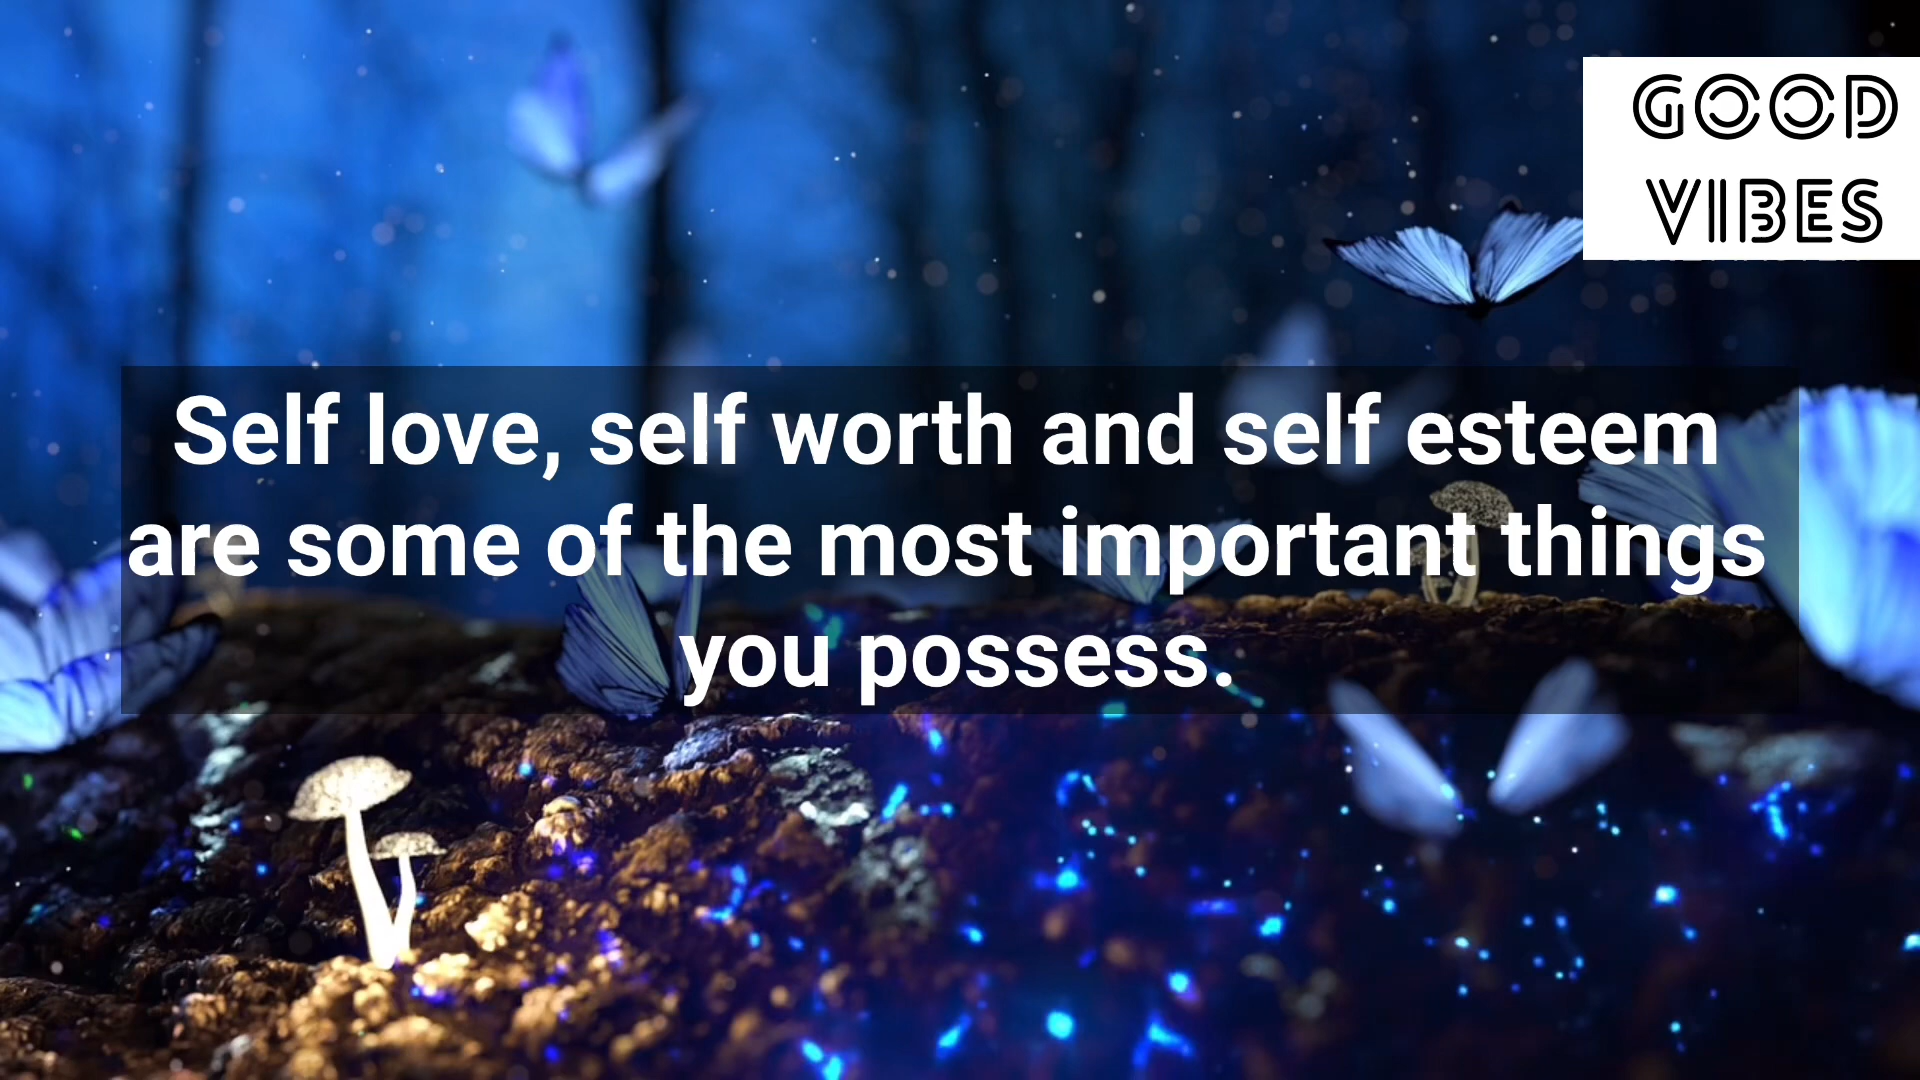 GOOD
VIBES
Self love, self worth and self esteem
are some of the most important things
you possess.